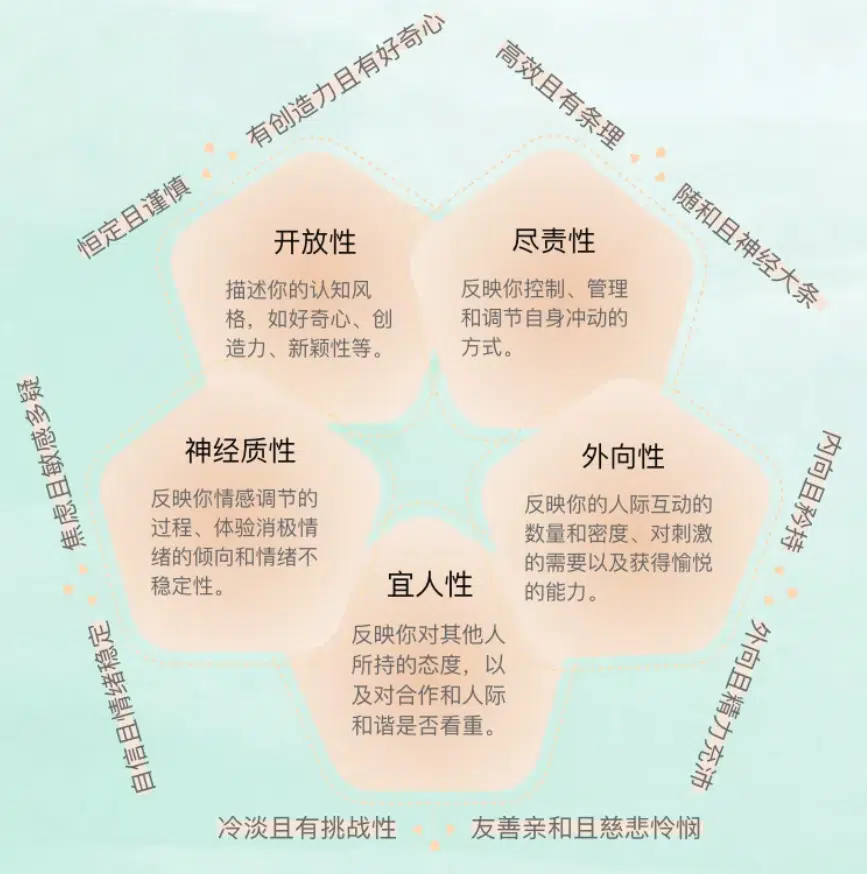 有创造力且有好奇心
恒定且谨慎
高效且有条理
随和且神经大条
开放性
描述你的认知风
格，如好奇心、创
造力、新颖性等。
尽责性
反映你控制、管理
和调节自身冲动的
方式。
焦虑且敏感多疑
自信且情绪稳定
神经质性
反映你情感调节的
过程、体验消极情
绪的倾向和情绪不
稳定性。
外向性
反映你的人际互动的
数量和密度、对刺激
的需要以及获得愉悦
的能力。
内向且矜持
外向且精力充沛
宜人性
反映你对其他人
所持的态度，以
及对合作和人际
和谐是否看重。
冷淡且有挑战性
友善亲和且慈悲怜悯